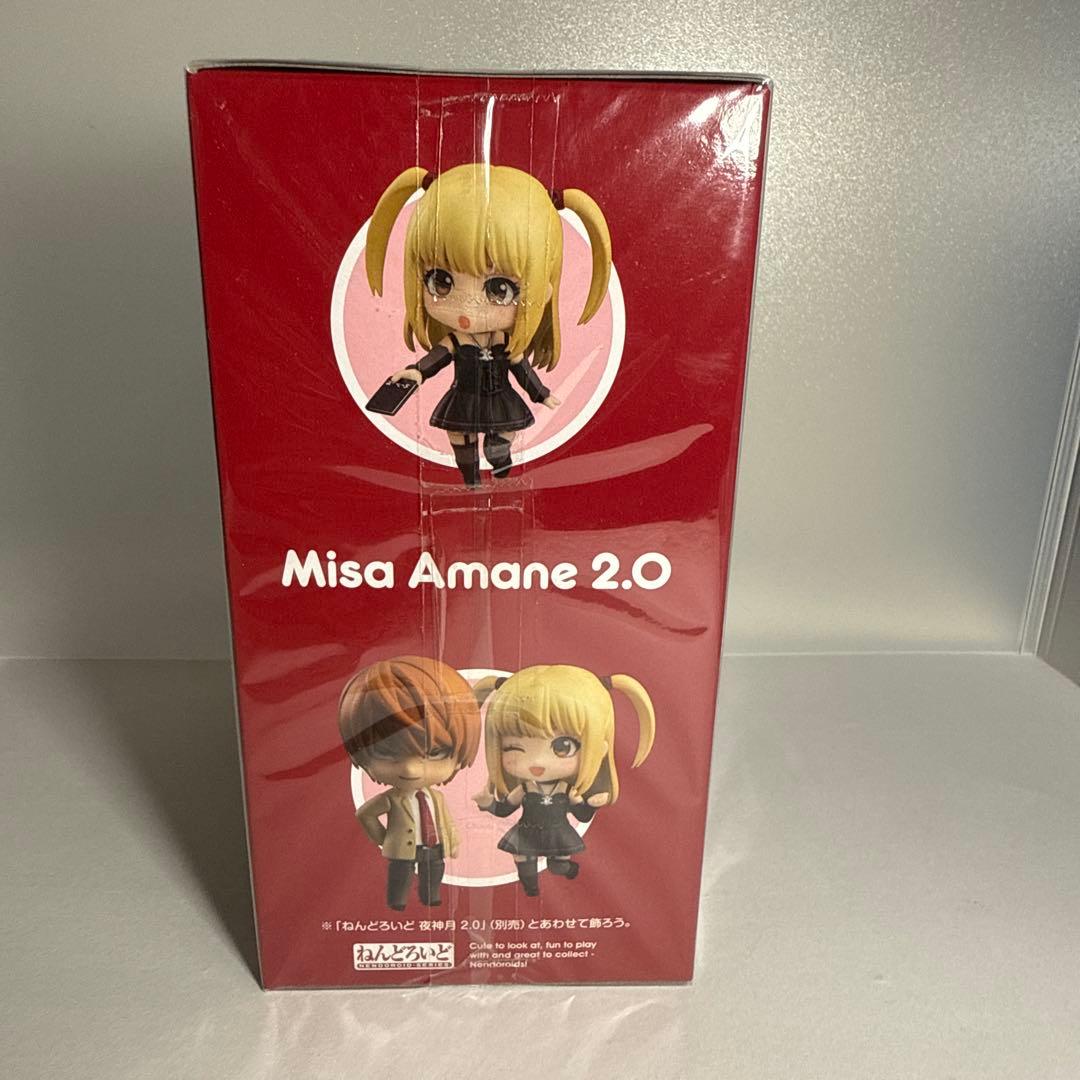 Misa Amane 2.0
※「ねんどろいど 夜神月 2.0」(別売)とあわせて飾ろう。
ねんどろいど
NENDOROID SERIES
Cute to look at, fun to play
with and great to collect -
Nendoroids!